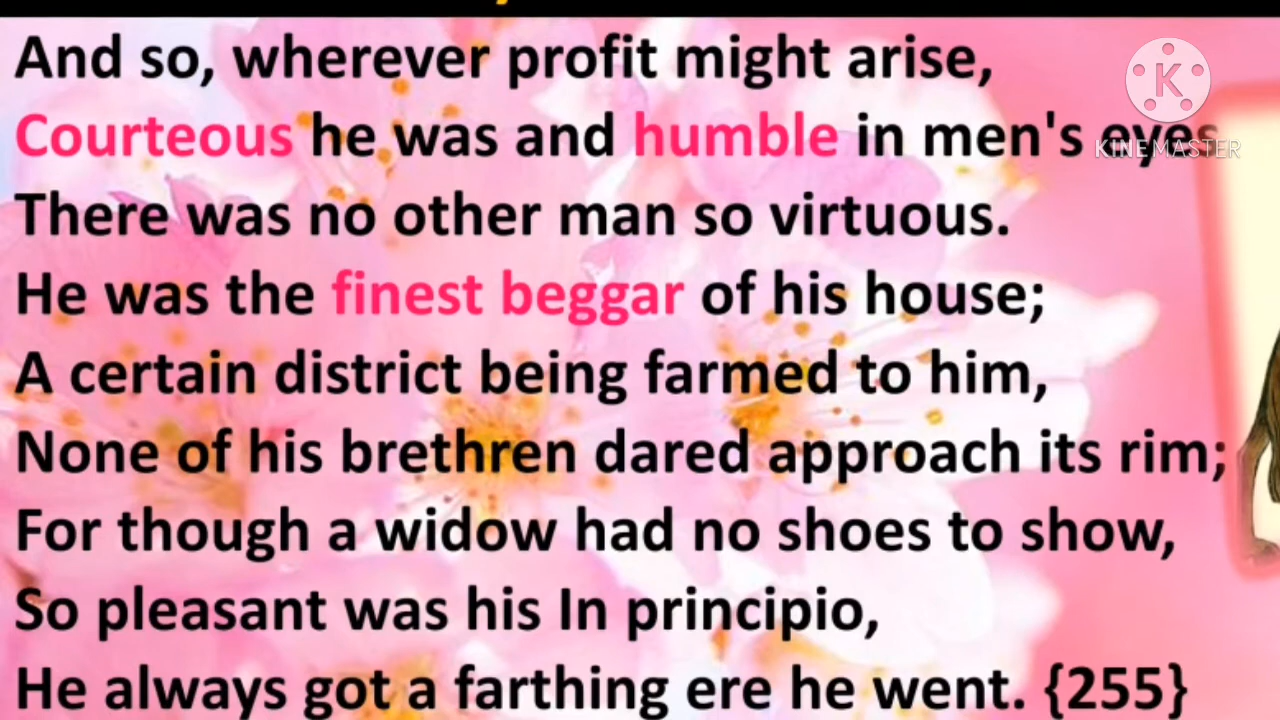 And so, wherever profit might arise,
Courteous he was and humble in men's eyes
There was no other man so virtuous.
He was the finest beggar of his house;
A certain district being farmed to him,
None of his brethren dared approach its rim;
For though a widow had no shoes to show,
So pleasant was his In principio,
He always got a farthing ere he went. {255}
K
KINEMASTER